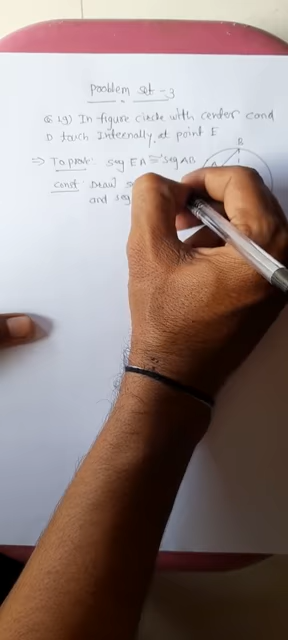 Problem set -3
Q.19) In figure circle with center c and
D touch Internally at point E
⇒ To prove: seg EA ≅ seg AB
B
A
const Draw
and seg